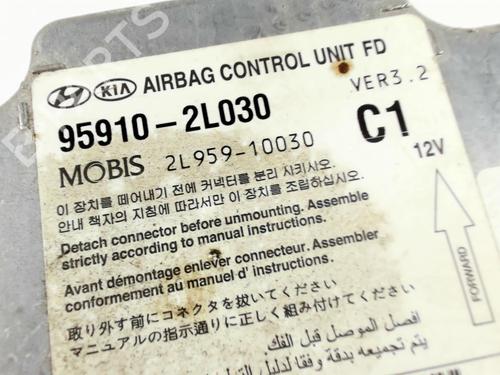 KIA AIRBAG CONTROL UNIT FD
VER3.2
95910-2L030
C1
MOBIS 2L959-10030
12V
이 장치를 떼어내기 전에 커넥터를 분리 시키시오.
안내 책자의 지침에 따라서만 이 장치를 조립하십시오.
Detach connector before unmounting. Assemble
strictly according to manual instructions.
Avant démontage enlever connecteur. Assembler
conformement au manuel d' instructions.
FORWARD
取り外す前にコネクタを抜いてください
マニュアルの指示通りに正しく組み付けてください
افصل الموصل قبل الفك
يتم تجميعه بدقة وفقا لدليل